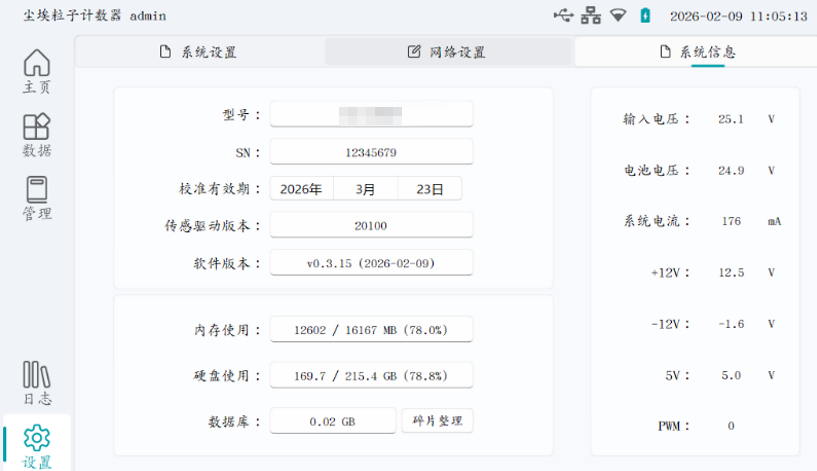 尘埃粒子计数器 admin
2026-02-09 11:05:13
系统设置
网络设置
系统信息
主页
数据
管理
日志
设置
型号：
SN： 12345679
校准有效期： 2026年 3月 23日
传感驱动版本： 20100
软件版本： v0.3.15 (2026-02-09)
内存使用： 12602 / 16167 MB (78.0%)
硬盘使用： 169.7 / 215.4 GB (78.8%)
数据库： 0.02 GB 碎片整理
输入电压： 25.1 V
电池电压： 24.9 V
系统电流： 176 mA
+12V： 12.5 V
-12V： -1.6 V
5V： 5.0 V
PWM： 0